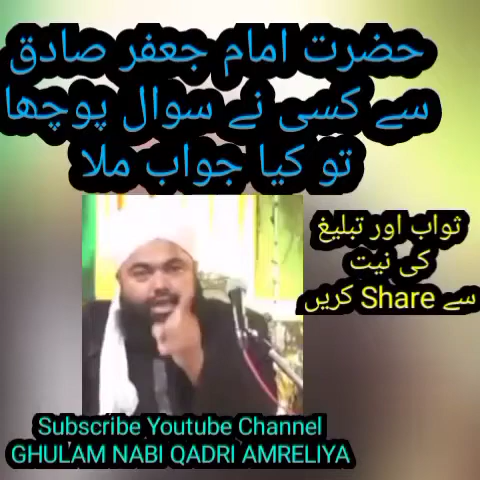 حضرت امام جعفر صادق
سے کسی نے سوال پوچھا
تو کیا جواب ملا
ثواب اور تبلیغ
کی نیت
سے Share کریں
Subscribe Youtube Channel
GHULAM NABI QADRI AMRELIYA